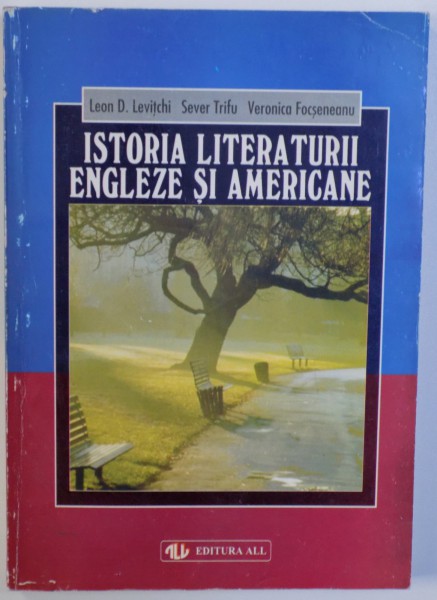 Leon D. Levițchi Sever Trifu Veronica Focșeneanu
ISTORIA LITERATURII
ENGLEZE ȘI AMERICANE
ALL EDITURA ALL